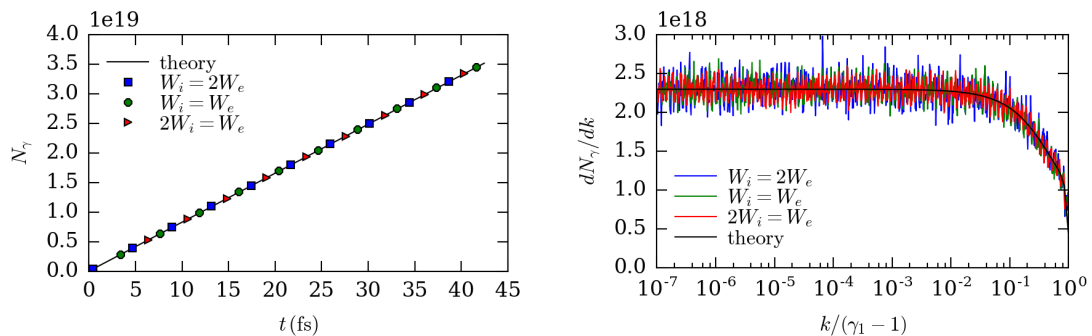 1e19
4.0
3.5
3.0
2.5
2.0
1.5
1.0
0.5
0.0
N_γ
theory
W_i = 2W_e
W_i = W_e
2W_i = W_e
0 5 10 15 20 25 30 35 40 45
t (fs)
1e18
3.0
2.5
2.0
1.5
1.0
0.5
0.0
dN_γ/dk
W_i = 2W_e
W_i = W_e
2W_i = W_e
theory
10^-7 10^-6 10^-5 10^-4 10^-3 10^-2 10^-1 10^0
k/(γ_1 − 1)